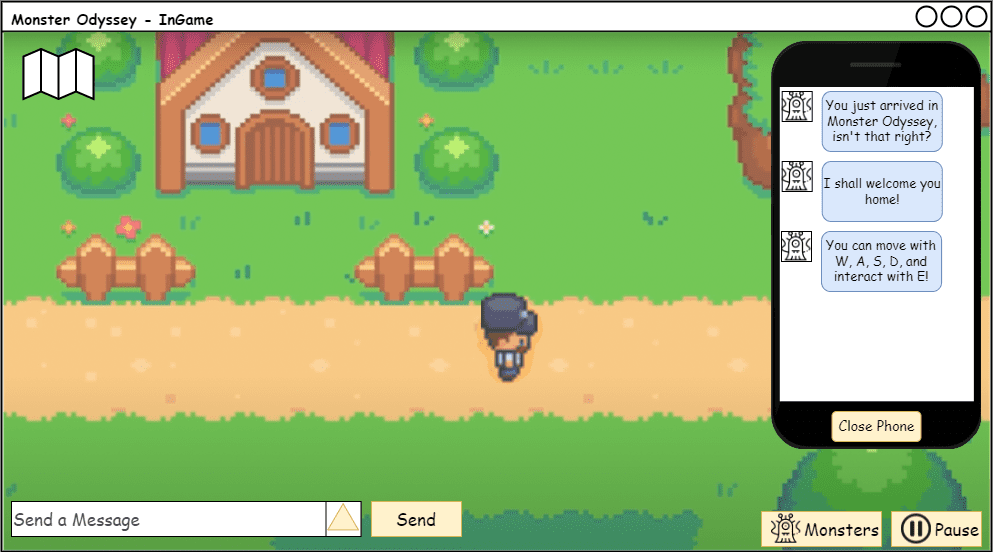 Monster Odyssey - InGame
You just arrived in
Monster Odyssey,
isn't that right?
I shall welcome you
home!
You can move with
W, A, S, D, and
interact with E!
Close Phone
Send a Message
Send
Monsters
Pause